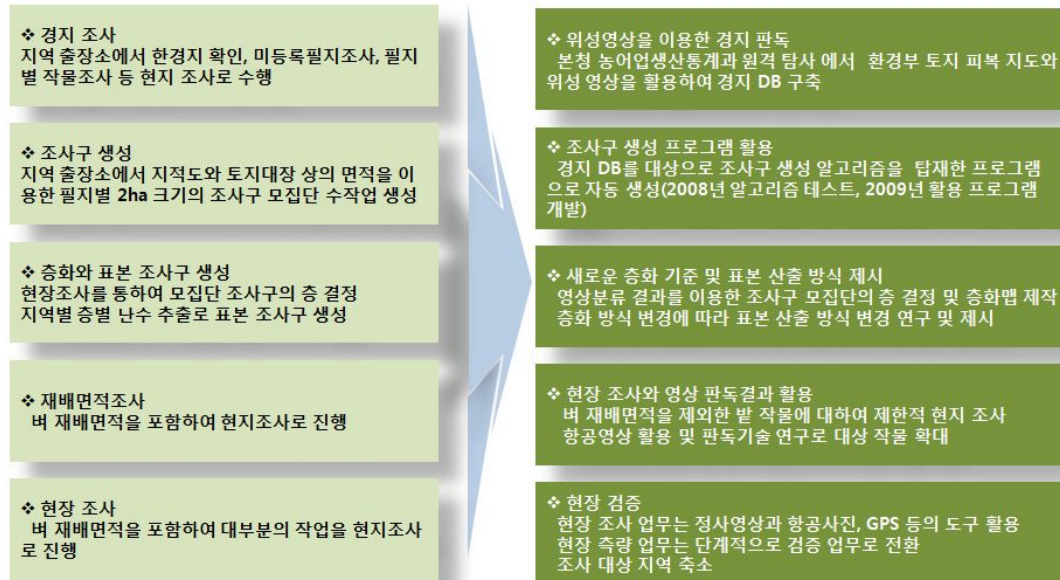 ❖ 경지 조사
지역 출장소에서 한경지 확인, 미등록필지조사, 필지
별 작물조사 등 현지 조사로 수행
❖ 조사구 생성
지역 출장소에서 지적도와 토지대장 상의 면적을 이
용한 필지별 2ha 크기의 조사구 모집단 수작업 생성
❖ 층화와 표본 조사구 생성
현장조사를 통하여 모집단 조사구의 층 결정
지역별 층별 난수 추출로 표본 조사구 생성
❖ 재배면적조사
벼 재배면적을 포함하여 현지조사로 진행
❖ 현장 조사
벼 재배면적을 포함하여 대부분의 작업을 현지조사
로 진행
❖ 위성영상을 이용한 경지 판독
본청 농어업생산통계과 원격 탐사 에서 환경부 토지 피복 지도와
위성 영상을 활용하여 경지 DB 구축
❖ 조사구 생성 프로그램 활용
경지 DB를 대상으로 조사구 생성 알고리즘을 탑재한 프로그램
으로 자동 생성(2008년 알고리즘 테스트, 2009년 활용 프로그램
개발)
❖ 새로운 층화 기준 및 표본 산출 방식 제시
영상분류 결과를 이용한 조사구 모집단의 층 결정 및 층화맵 제작
층화 방식 변경에 따라 표본 산출 방식 변경 연구 및 제시
❖ 현장 조사와 영상 판독결과 활용
벼 재배면적을 제외한 밭 작물에 대하여 제한적 현지 조사
항공영상 활용 및 판독기술 연구로 대상 작물 확대
❖ 현장 검증
현장 조사 업무는 정사영상과 항공사진, GPS 등의 도구 활용
현장 측량 업무는 단계적으로 검증 업무로 전환
조사 대상 지역 축소